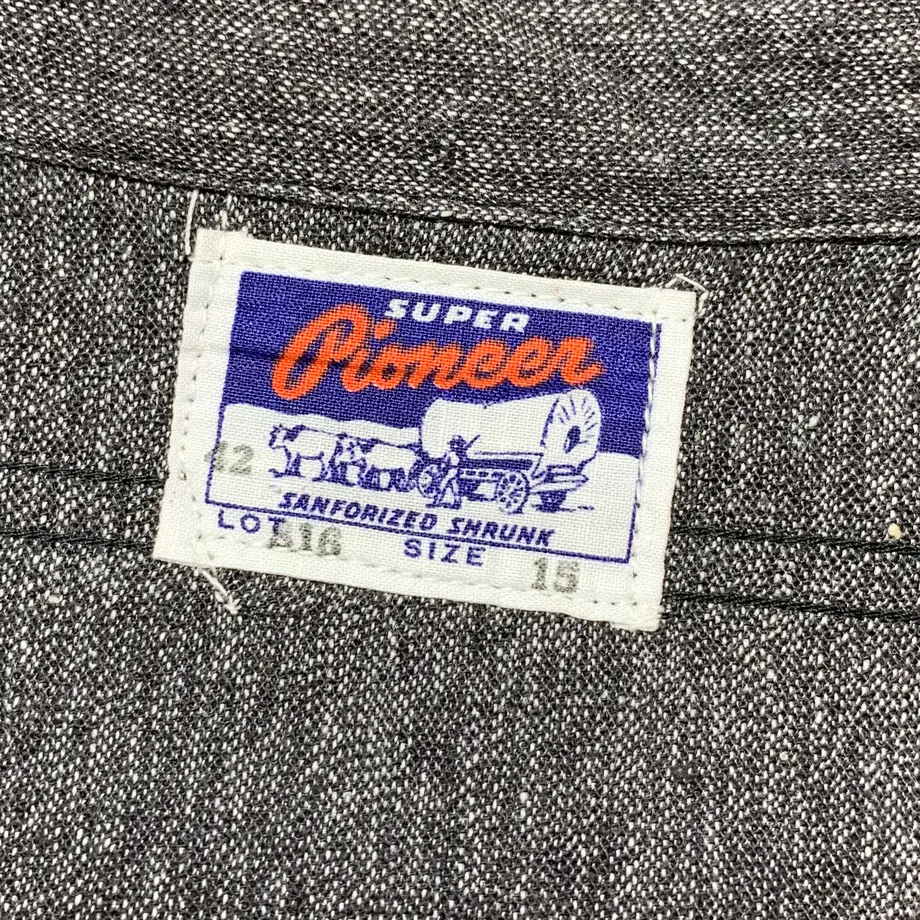 SUPER
Pioneer
42
SANFORIZED SHRUNK
LOT A16 SIZE 15